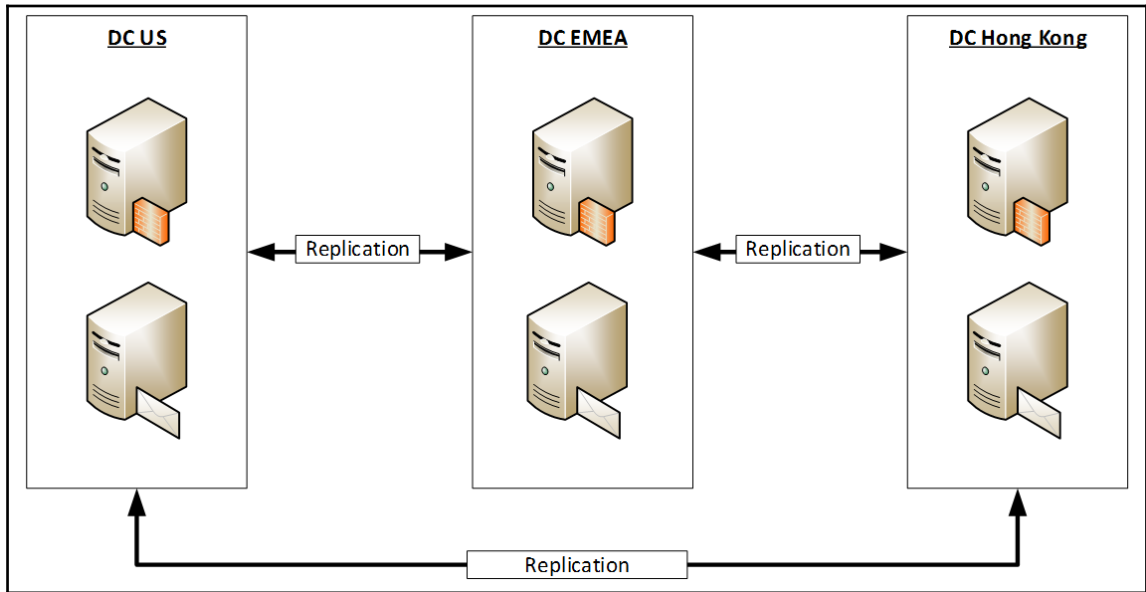 DC US
DC EMEA
DC Hong Kong
Replication
Replication
Replication